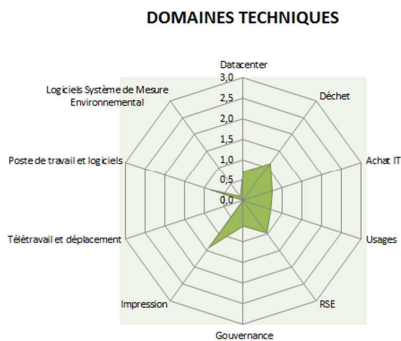 DOMAINES TECHNIQUES
Datacenter
3,0
Logiciels Système de Mesure
Environnemental
Déchet
2,5
2,0
1,5
Poste de travail et logiciels
Achat IT
1,0
0,5
0,0
Télétravail et déplacement
Usages
Impression
RSE
Gouvernance